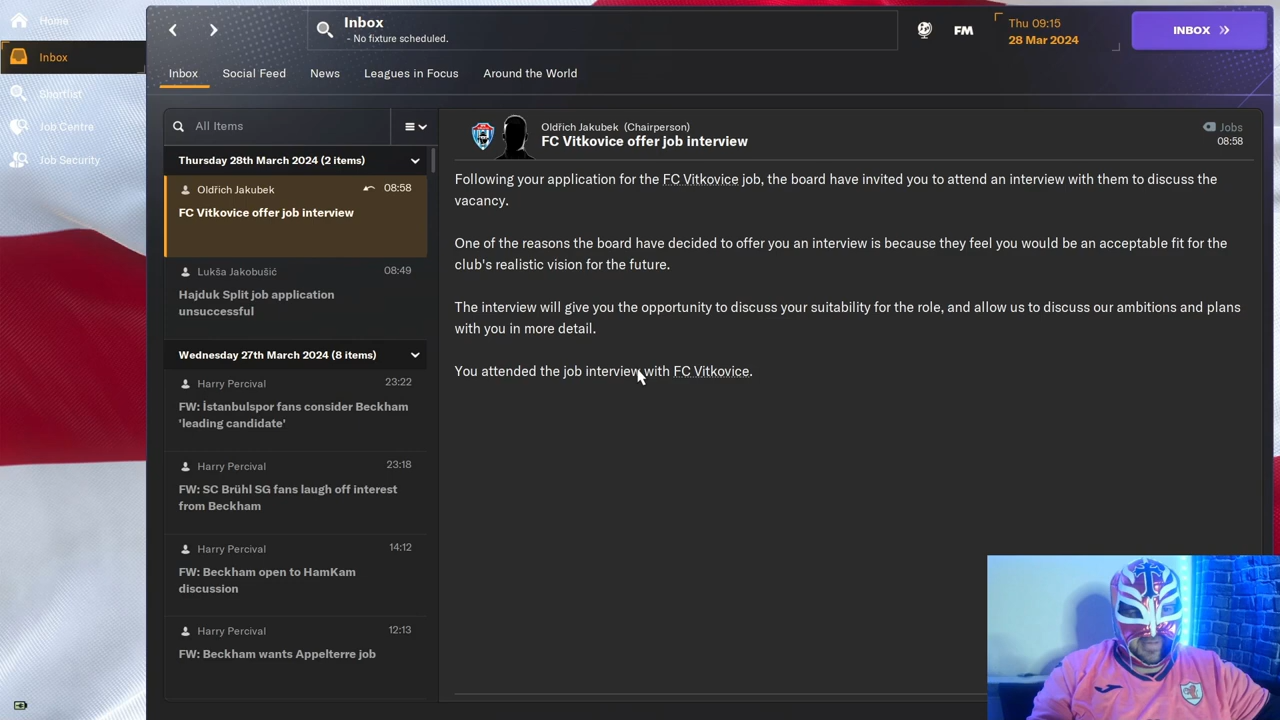 Home
Inbox
Shortlist
Job Centre
Job Security
Inbox
- No fixture scheduled.
FM
Thu 09:15
28 Mar 2024
INBOX
Inbox
Social Feed
News
Leagues in Focus
Around the World
All Items
Thursday 28th March 2024 (2 items)
Oldřich Jakubek
08:58
FC Vitkovice offer job interview
Lukša Jakobušić
08:49
Hajduk Split job application
unsuccessful
Wednesday 27th March 2024 (8 items)
Harry Percival
23:22
FW: İstanbulspor fans consider Beckham
'leading candidate'
Harry Percival
23:18
FW: SC Brühl SG fans laugh off interest
from Beckham
Harry Percival
14:12
FW: Beckham open to HamKam
discussion
Harry Percival
12:13
FW: Beckham wants Appelterre job
Oldřich Jakubek (Chairperson)
FC Vitkovice offer job interview
Jobs
08:58
Following your application for the FC Vitkovice job, the board have invited you to attend an interview with them to discuss the
vacancy.
One of the reasons the board have decided to offer you an interview is because they feel you would be an acceptable fit for the
club's realistic vision for the future.
The interview will give you the opportunity to discuss your suitability for the role, and allow us to discuss our ambitions and plans
with you in more detail.
You attended the job interview with FC Vitkovice.